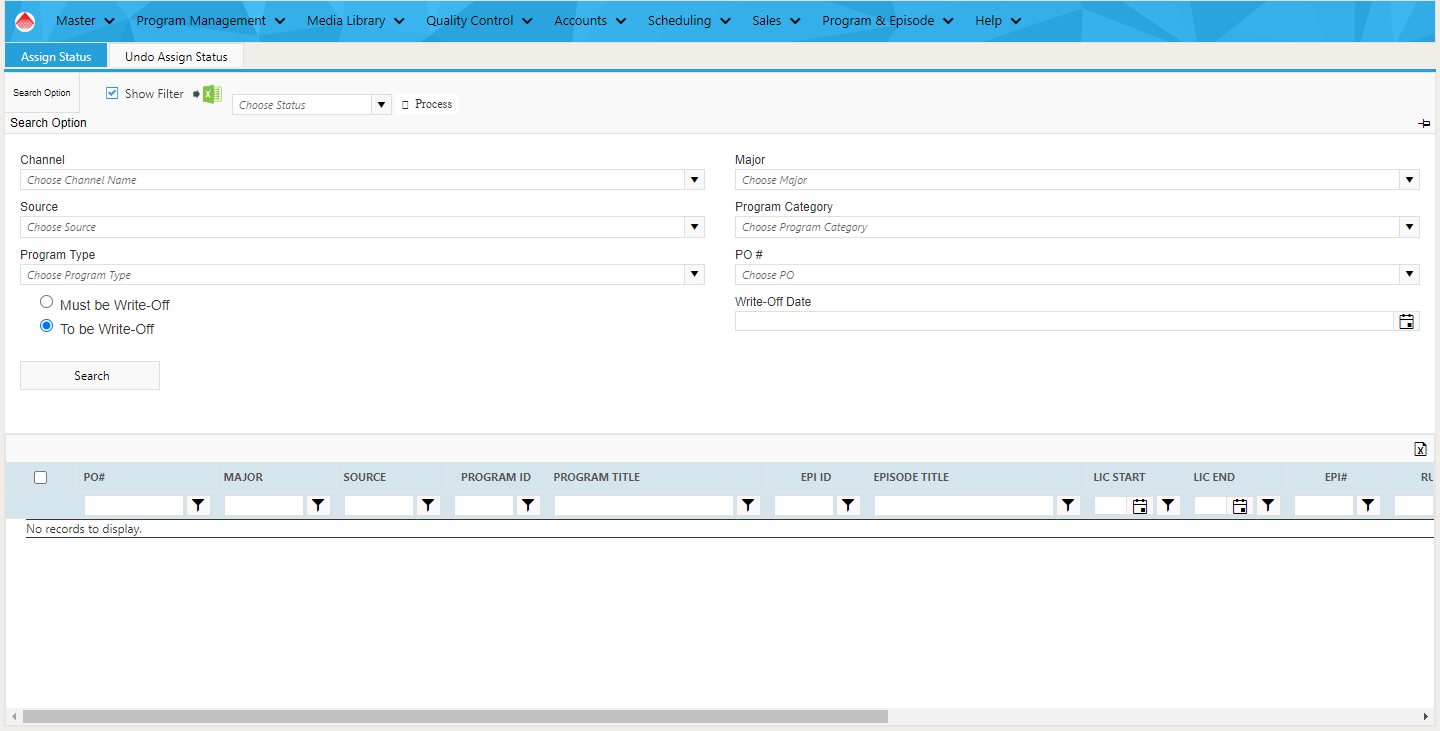 Master Program Management Media Library Quality Control Accounts Scheduling Sales Program & Episode Help
Assign Status Undo Assign Status
Search Option Show Filter Choose Status Process
Search Option
Channel Major
Choose Channel Name Choose Major
Source Program Category
Choose Source Choose Program Category
Program Type PO #
Choose Program Type Choose PO
Must be Write-Off Write-Off Date
To be Write-Off
Search
PO# MAJOR SOURCE PROGRAM ID PROGRAM TITLE EPI ID EPISODE TITLE LIC START LIC END EPI# RU
No records to display.